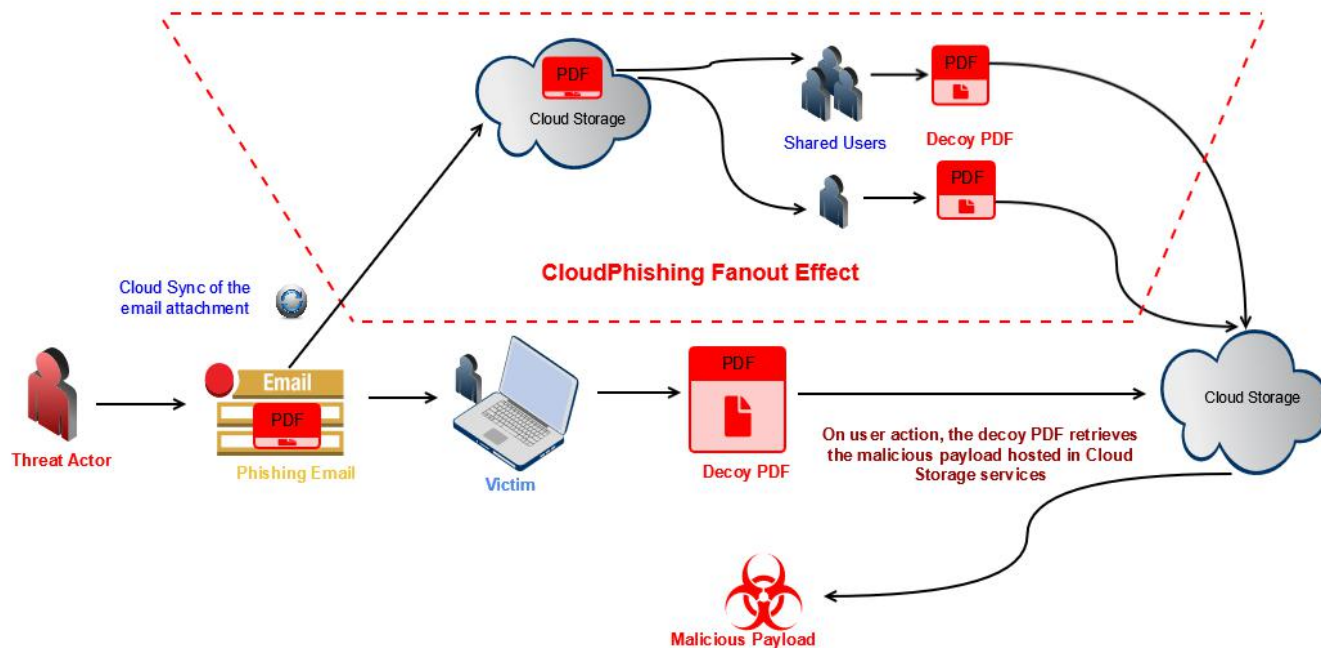 PDF
Cloud Storage
Shared Users
PDF
Decoy PDF
PDF
CloudPhishing Fanout Effect
Cloud Sync of the
email attachment
Threat Actor
Email
PDF
Phishing Email
Victim
PDF
Decoy PDF
Cloud Storage
On user action, the decoy PDF retrieves
the malicious payload hosted in Cloud
Storage services
Malicious Payload